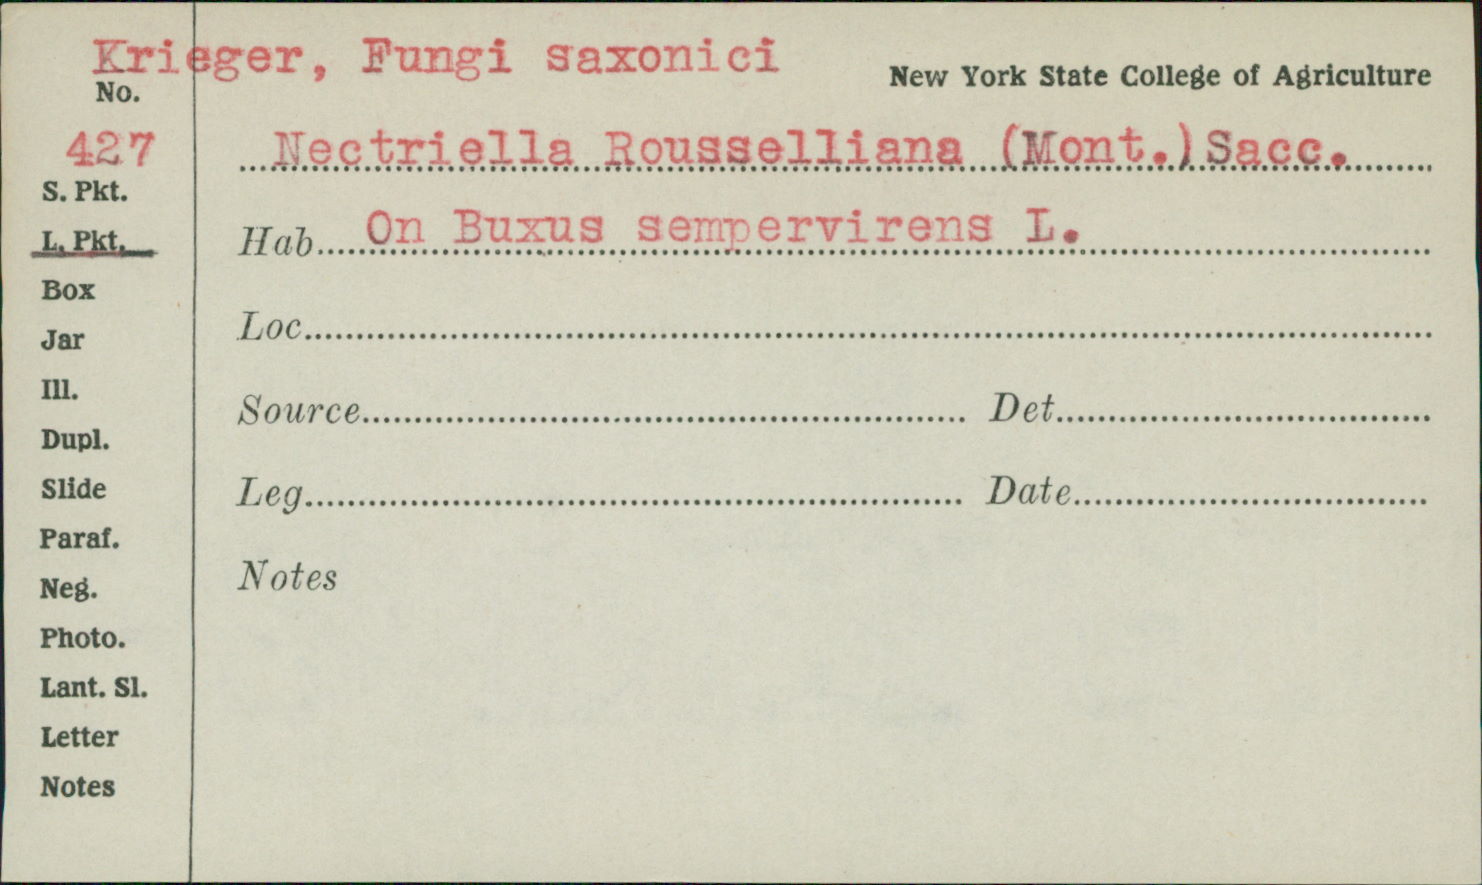 Krieger, Fungi saxonici
New York State College of Agriculture
No.
427
Nectriella Rousselliana (Mont.) Sacc.
S. Pkt.
L. Pkt.
Hab. On Buxus sempervirens L.
Box
Loc.
Jar
Ill.
Source Det.
Dupl.
Slide
Leg. Date
Paraf.
Notes
Neg.
Photo.
Lant. Sl.
Letter
Notes